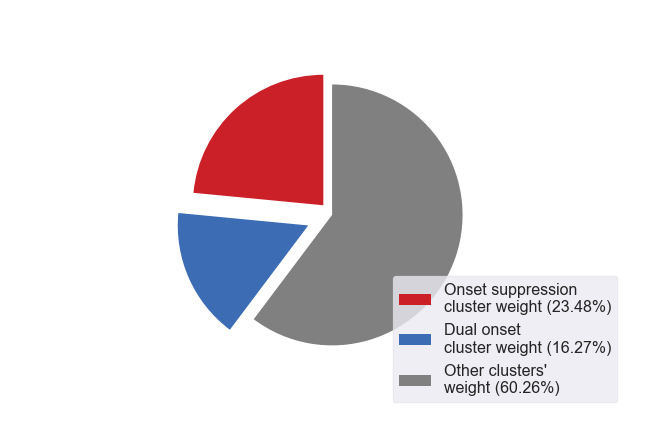 Onset suppression
cluster weight (23.48%)
Dual onset
cluster weight (16.27%)
Other clusters'
weight (60.26%)